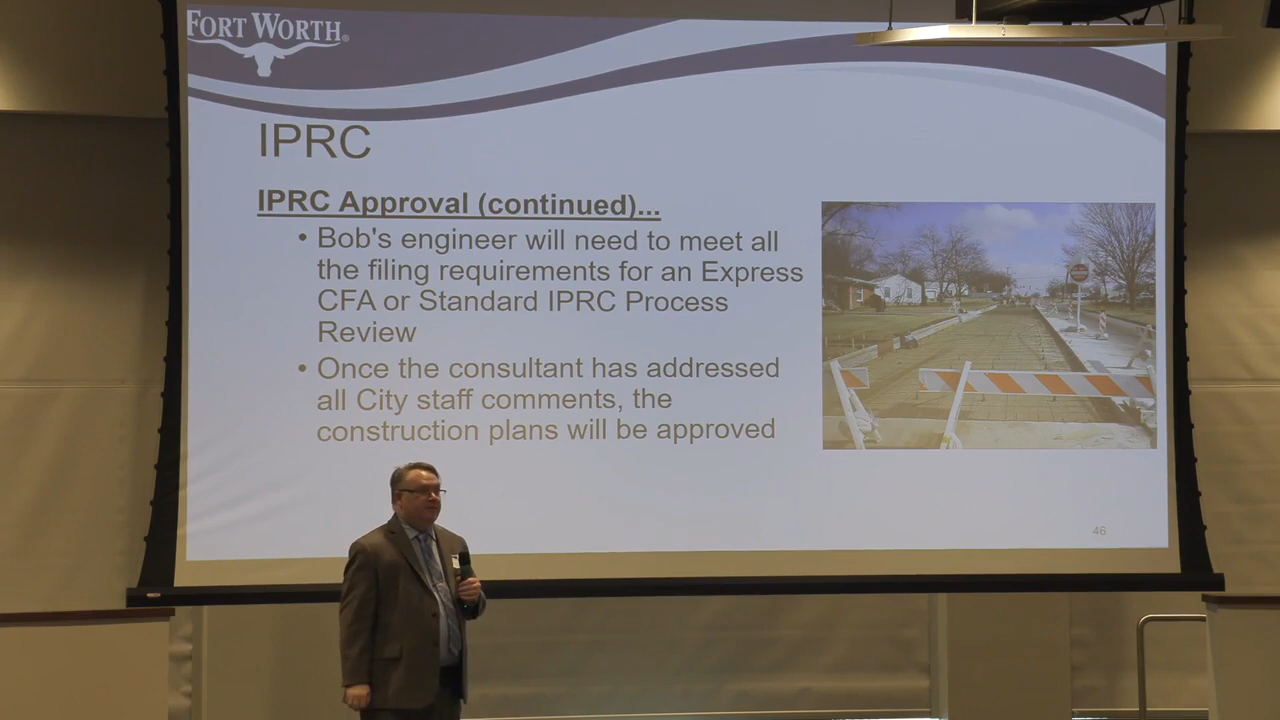 FORT WORTH®
IPRC
IPRC Approval (continued)...
• Bob's engineer will need to meet all
the filing requirements for an Express
CFA or Standard IPRC Process
Review
• Once the consultant has addressed
all City staff comments, the
construction plans will be approved
46